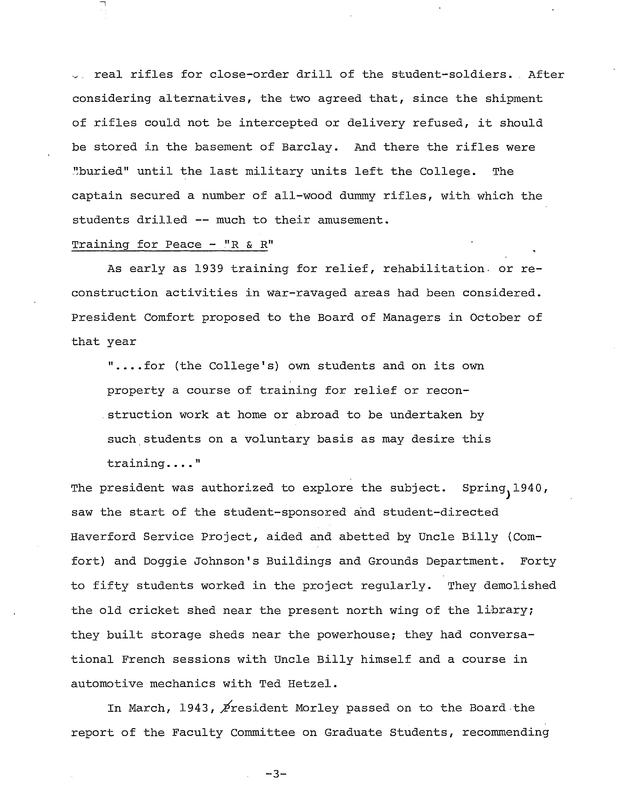 real rifles for close-order drill of the student-soldiers. After
considering alternatives, the two agreed that, since the shipment
of rifles could not be intercepted or delivery refused, it should
be stored in the basement of Barclay. And there the rifles were
"buried" until the last military units left the College. The
captain secured a number of all-wood dummy rifles, with which the
students drilled -- much to their amusement.
Training for Peace - "R & R"
As early as 1939 training for relief, rehabilitation or re-
construction activities in war-ravaged areas had been considered.
President Comfort proposed to the Board of Managers in October of
that year
"....for (the College's) own students and on its own
property a course of training for relief or recon-
struction work at home or abroad to be undertaken by
such students on a voluntary basis as may desire this
training...."
The president was authorized to explore the subject. Spring, 1940,
saw the start of the student-sponsored and student-directed
Haverford Service Project, aided and abetted by Uncle Billy (Com-
fort) and Doggie Johnson's Buildings and Grounds Department. Forty
to fifty students worked in the project regularly. They demolished
the old cricket shed near the present north wing of the library;
they built storage sheds near the powerhouse; they had conversa-
tional French sessions with Uncle Billy himself and a course in
automotive mechanics with Ted Hetzel.
In March, 1943, President Morley passed on to the Board the
report of the Faculty Committee on Graduate Students, recommending
-3-